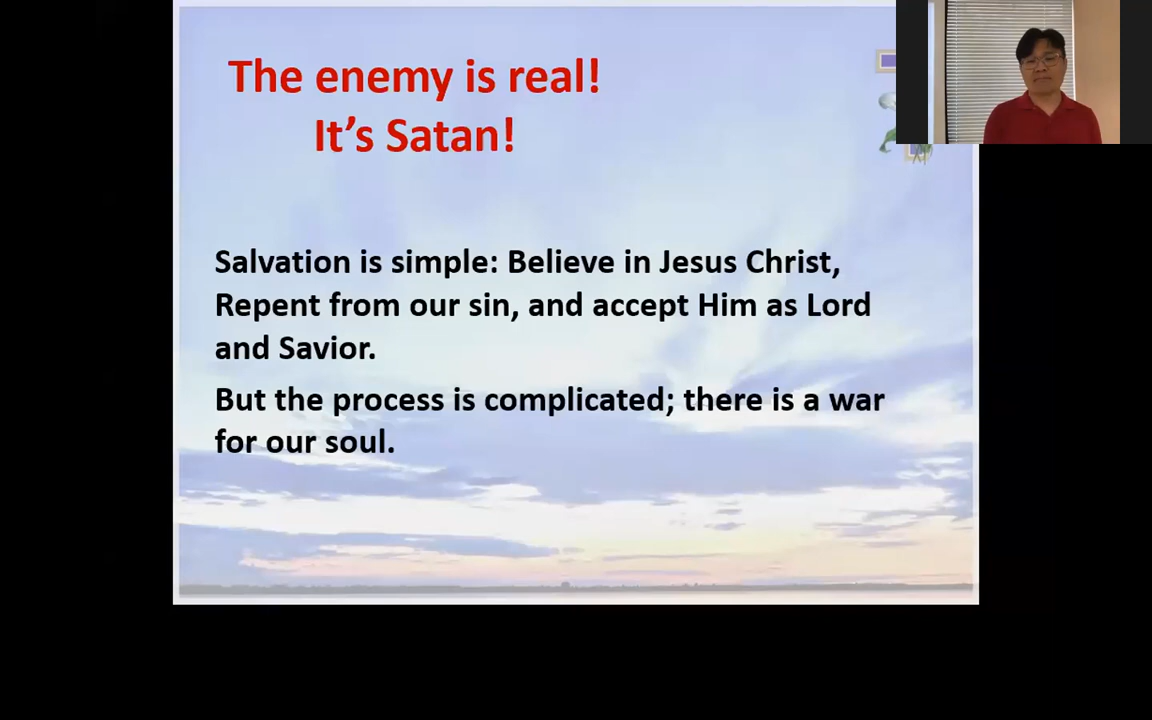 The enemy is real!
It’s Satan!
Salvation is simple: Believe in Jesus Christ,
Repent from our sin, and accept Him as Lord
and Savior.
But the process is complicated; there is a war
for our soul.